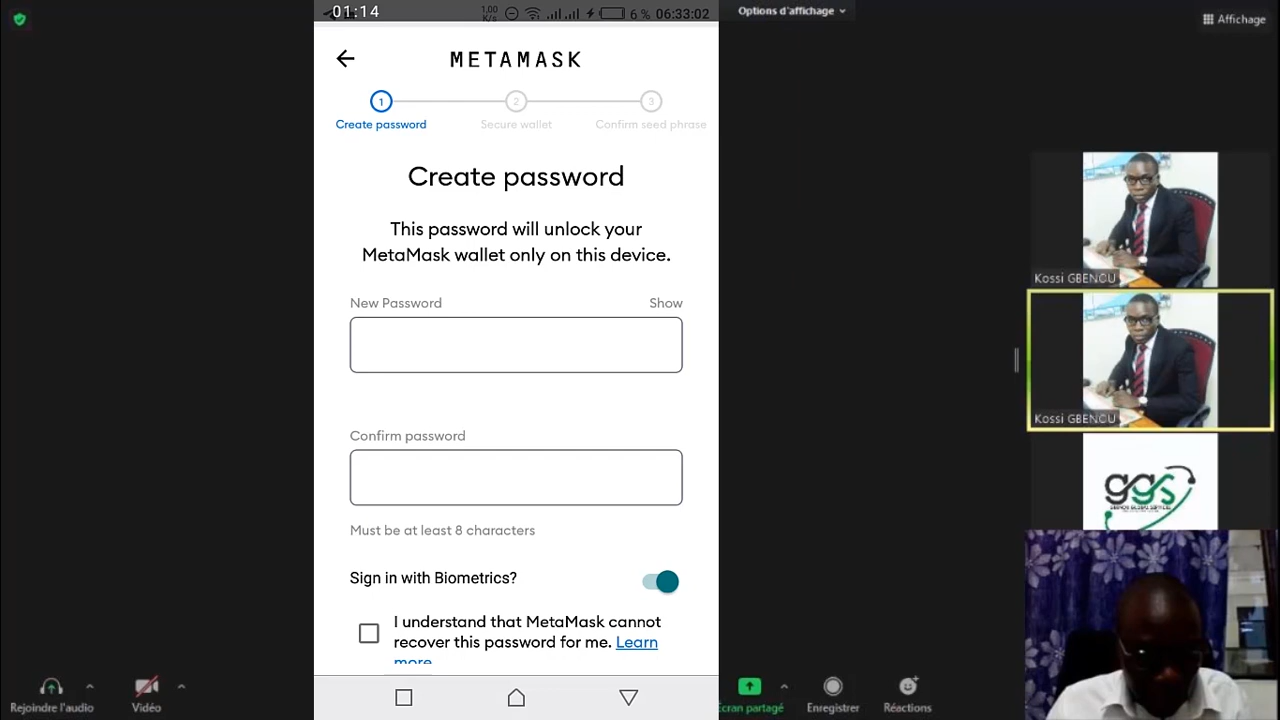 01:14
1,00
K/s
6 %
06:33:02
Options d'affichage
Affichage
METAMASK
1
2
3
Create password
Secure wallet
Confirm seed phrase
Create password
This password will unlock your
MetaMask wallet only on this device.
New Password
Show
Confirm password
Must be at least 8 characters
Sign in with Biometrics?
I understand that MetaMask cannot
recover this password for me. Learn
more
Kossi GBENOU
Kossi GBENOU
ggs
Rejoindre l'audio
Vidéo
Écran partagé
Enregistrer
Réactions